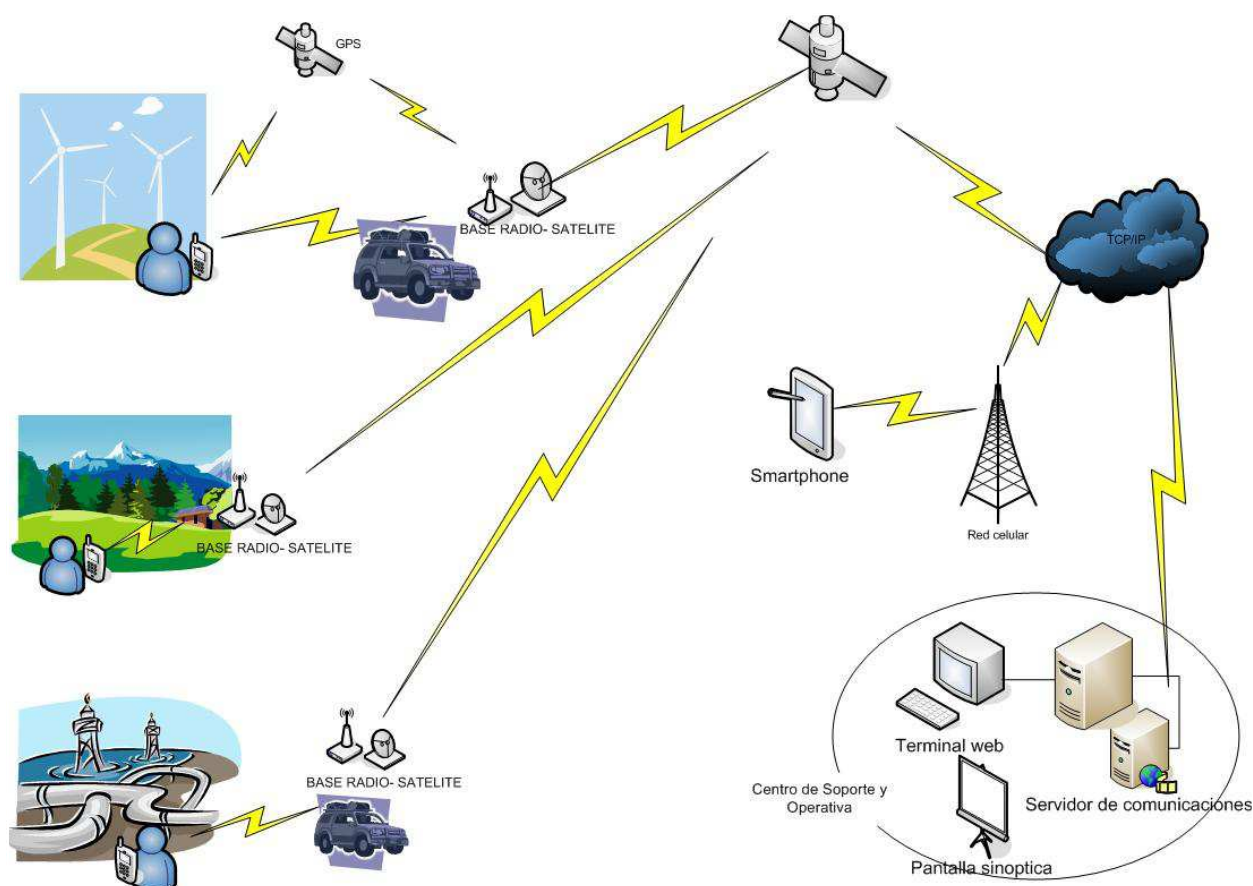 GPS
BASE RADIO- SATELITE
TCP/IP
Smartphone
Red celular
BASE RADIO- SATELITE
BASE RADIO- SATELITE
Terminal web
Centro de Soporte y
Operativa
Servidor de comunicaciones
Pantalla sinoptica